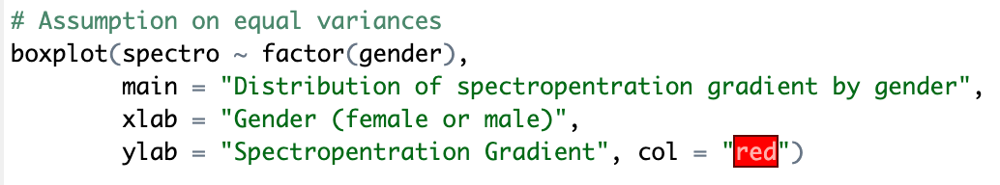 # Assumption on equal variances
boxplot(spectro ~ factor(gender),
main = "Distribution of spectropentration gradient by gender",
xlab = "Gender (female or male)",
ylab = "Spectropentration Gradient", col = "red")